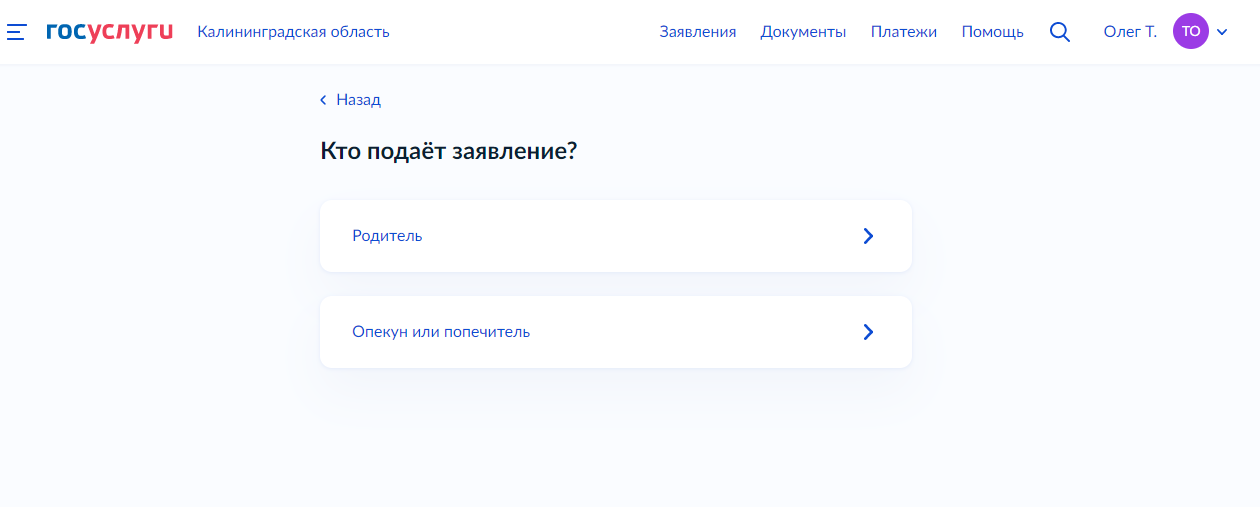 госуслуги Калининградская область Заявления Документы Платежи Помощь Олег Т. ТО
Назад
Кто подаёт заявление?
Родитель
Опекун или попечитель